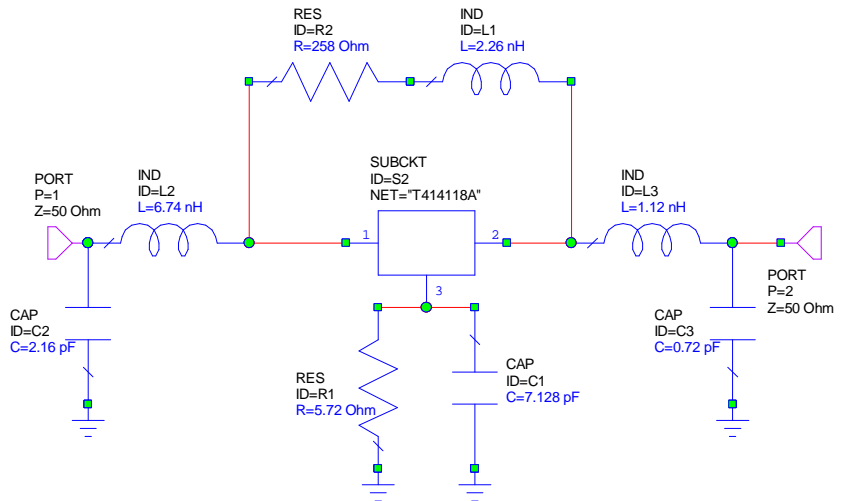 RES
ID=R2
R=258 Ohm
IND
ID=L1
L=2.26 nH
PORT
P=1
Z=50 Ohm
IND
ID=L2
L=6.74 nH
SUBCKT
ID=S2
NET="T414118A"
IND
ID=L3
L=1.12 nH
1
2
3
CAP
ID=C2
C=2.16 pF
RES
ID=R1
R=5.72 Ohm
CAP
ID=C1
C=7.128 pF
CAP
ID=C3
C=0.72 pF
PORT
P=2
Z=50 Ohm